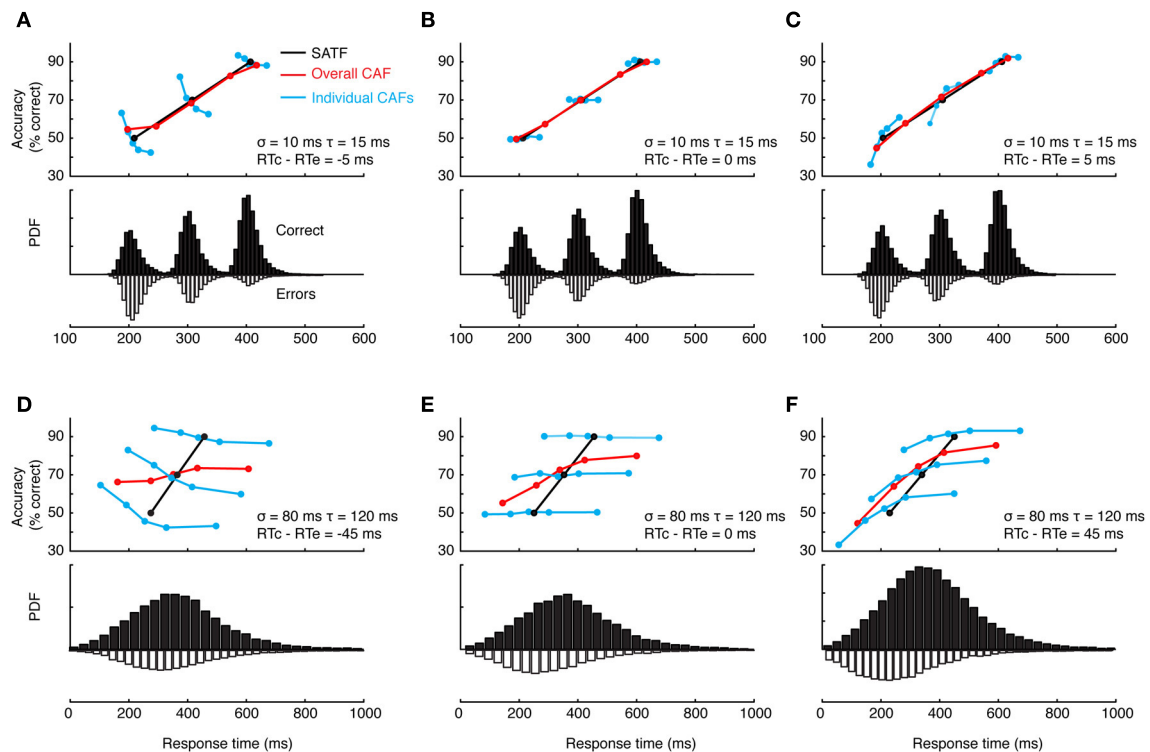 A
B
C
90
70
50
30
Accuracy
(% correct)
SATF
Overall CAF
Individual CAFs
σ = 10 ms τ = 15 ms
RTc - RTe = -5 ms
90
70
50
30
σ = 10 ms τ = 15 ms
RTc - RTe = 0 ms
90
70
50
30
σ = 10 ms τ = 15 ms
RTc - RTe = 5 ms
PDF
Correct
Errors
100 200 300 400 500 600
100 200 300 400 500 600
100 200 300 400 500 600
D
E
F
90
70
50
30
Accuracy
(% correct)
σ = 80 ms τ = 120 ms
RTc - RTe = -45 ms
90
70
50
30
σ = 80 ms τ = 120 ms
RTc - RTe = 0 ms
90
70
50
30
σ = 80 ms τ = 120 ms
RTc - RTe = 45 ms
PDF
0 200 400 600 800 1000
0 200 400 600 800 1000
0 200 400 600 800 1000
Response time (ms)
Response time (ms)
Response time (ms)